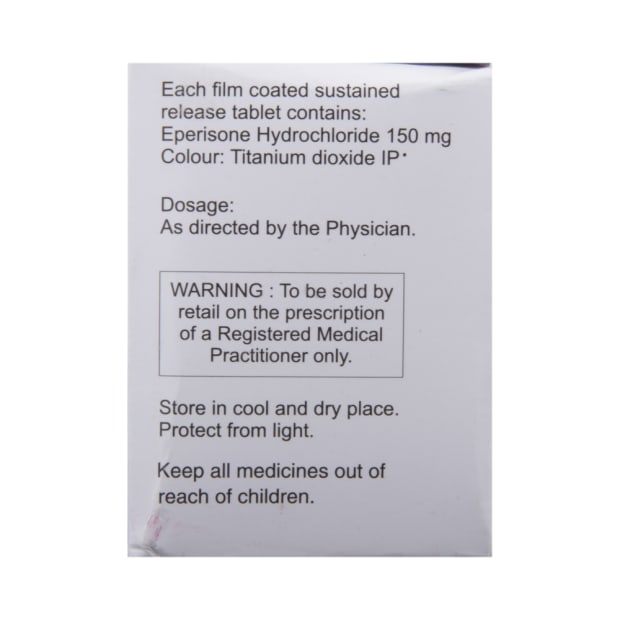 Each film coated sustained
release tablet contains:
Eperisone Hydrochloride 150 mg
Colour: Titanium dioxide IP
Dosage:
As directed by the Physician.
WARNING : To be sold by
retail on the prescription
of a Registered Medical
Practitioner only.
Store in cool and dry place.
Protect from light.
Keep all medicines out of
reach of children.